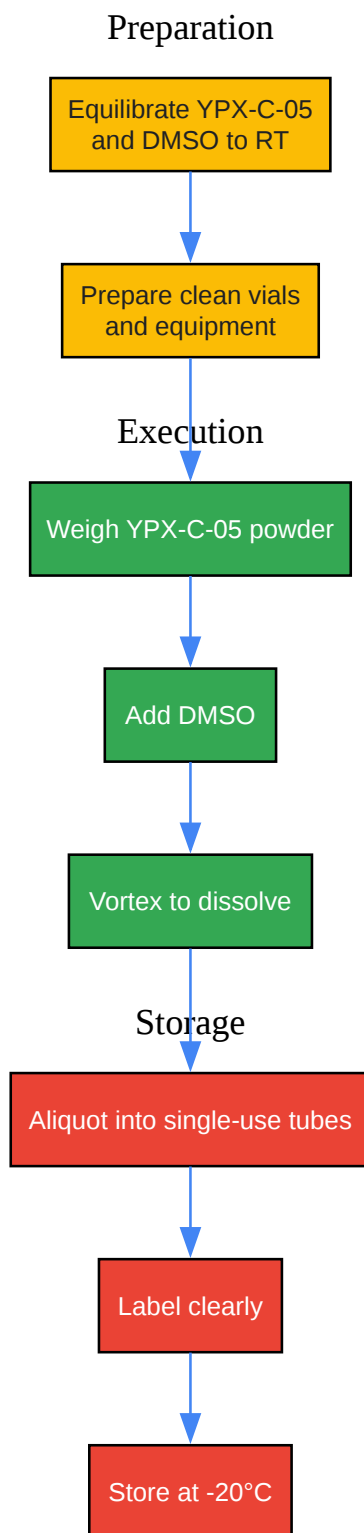 Preparation
Equilibrate YPX-C-05
and DMSO to RT
Prepare clean vials
and equipment
Execution
Weigh YPX-C-05 powder
Add DMSO
Vortex to dissolve
Storage
Aliquot into single-use tubes
Label clearly
Store at -20°C